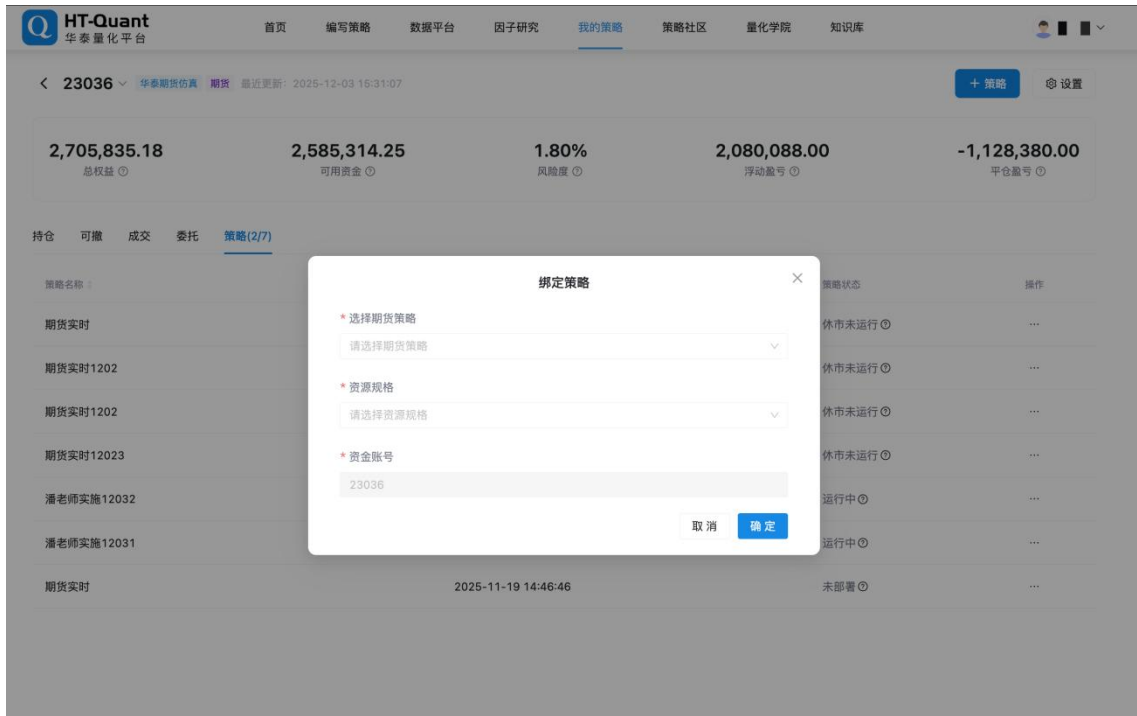 HT-Quant
华泰量化平台
首页 编写策略 数据平台 因子研究 我的策略 策略社区 量化学院 知识库
23036 华泰期货仿真 期货 最近更新: 2025-12-03 15:31:07
+ 策略 设置
2,705,835.18 2,585,314.25 1.80% 2,080,088.00 -1,128,380.00
总权益 可用资金 风险度 浮动盈亏 平仓盈亏
持仓 可撤 成交 委托 策略(2/7)
策略名称 策略状态 操作
期货实时 休市未运行 ...
期货实时1202 休市未运行 ...
期货实时1202 休市未运行 ...
期货实时12023 休市未运行 ...
潘老师实施12032 运行中 ...
潘老师实施12031 运行中 ...
期货实时 2025-11-19 14:46:46 未部署 ...
绑定策略
* 选择期货策略
请选择期货策略
* 资源规格
请选择资源规格
* 资金账号
23036
取消 确定